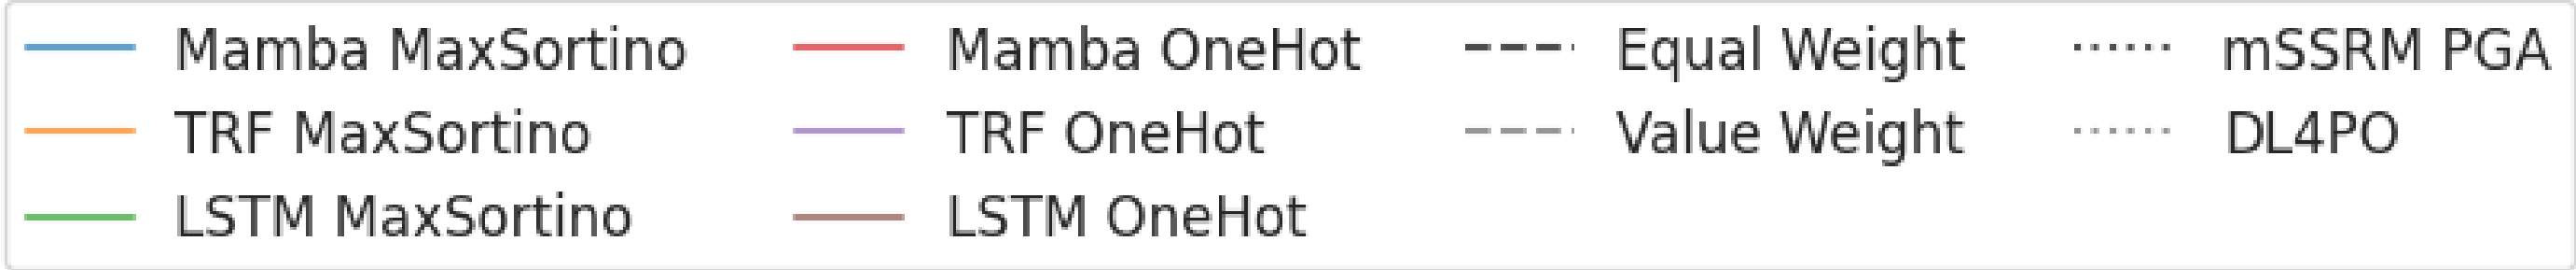 Mamba MaxSortino Mamba OneHot Equal Weight mSSRM PGA
TRF MaxSortino TRF OneHot Value Weight DL4PO
LSTM MaxSortino LSTM OneHot